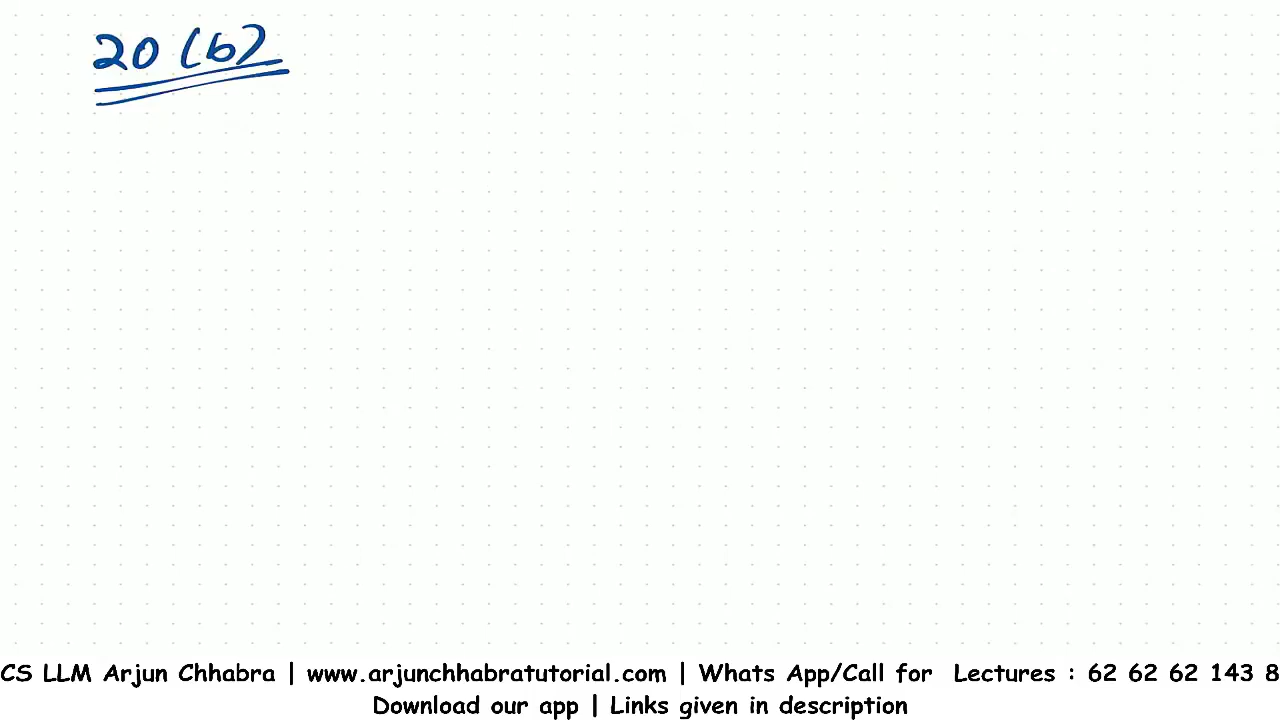 20 (b)
CS LLM Arjun Chhabra | www.arjunchhabratutorial.com | Whats App/Call for Lectures : 62 62 62 143 8
Download our app | Links given in description